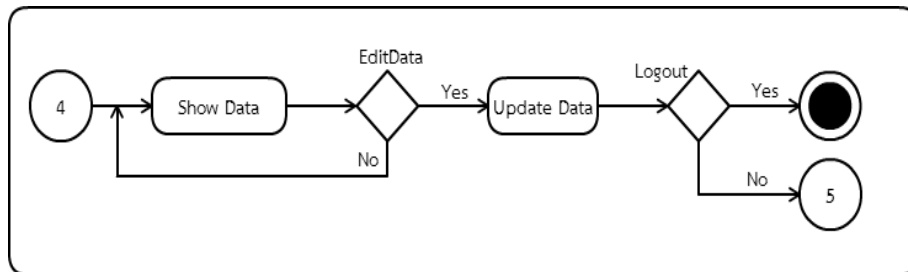 EditData
Logout
4
Show Data
Yes
Update Data
Yes
No
No
5